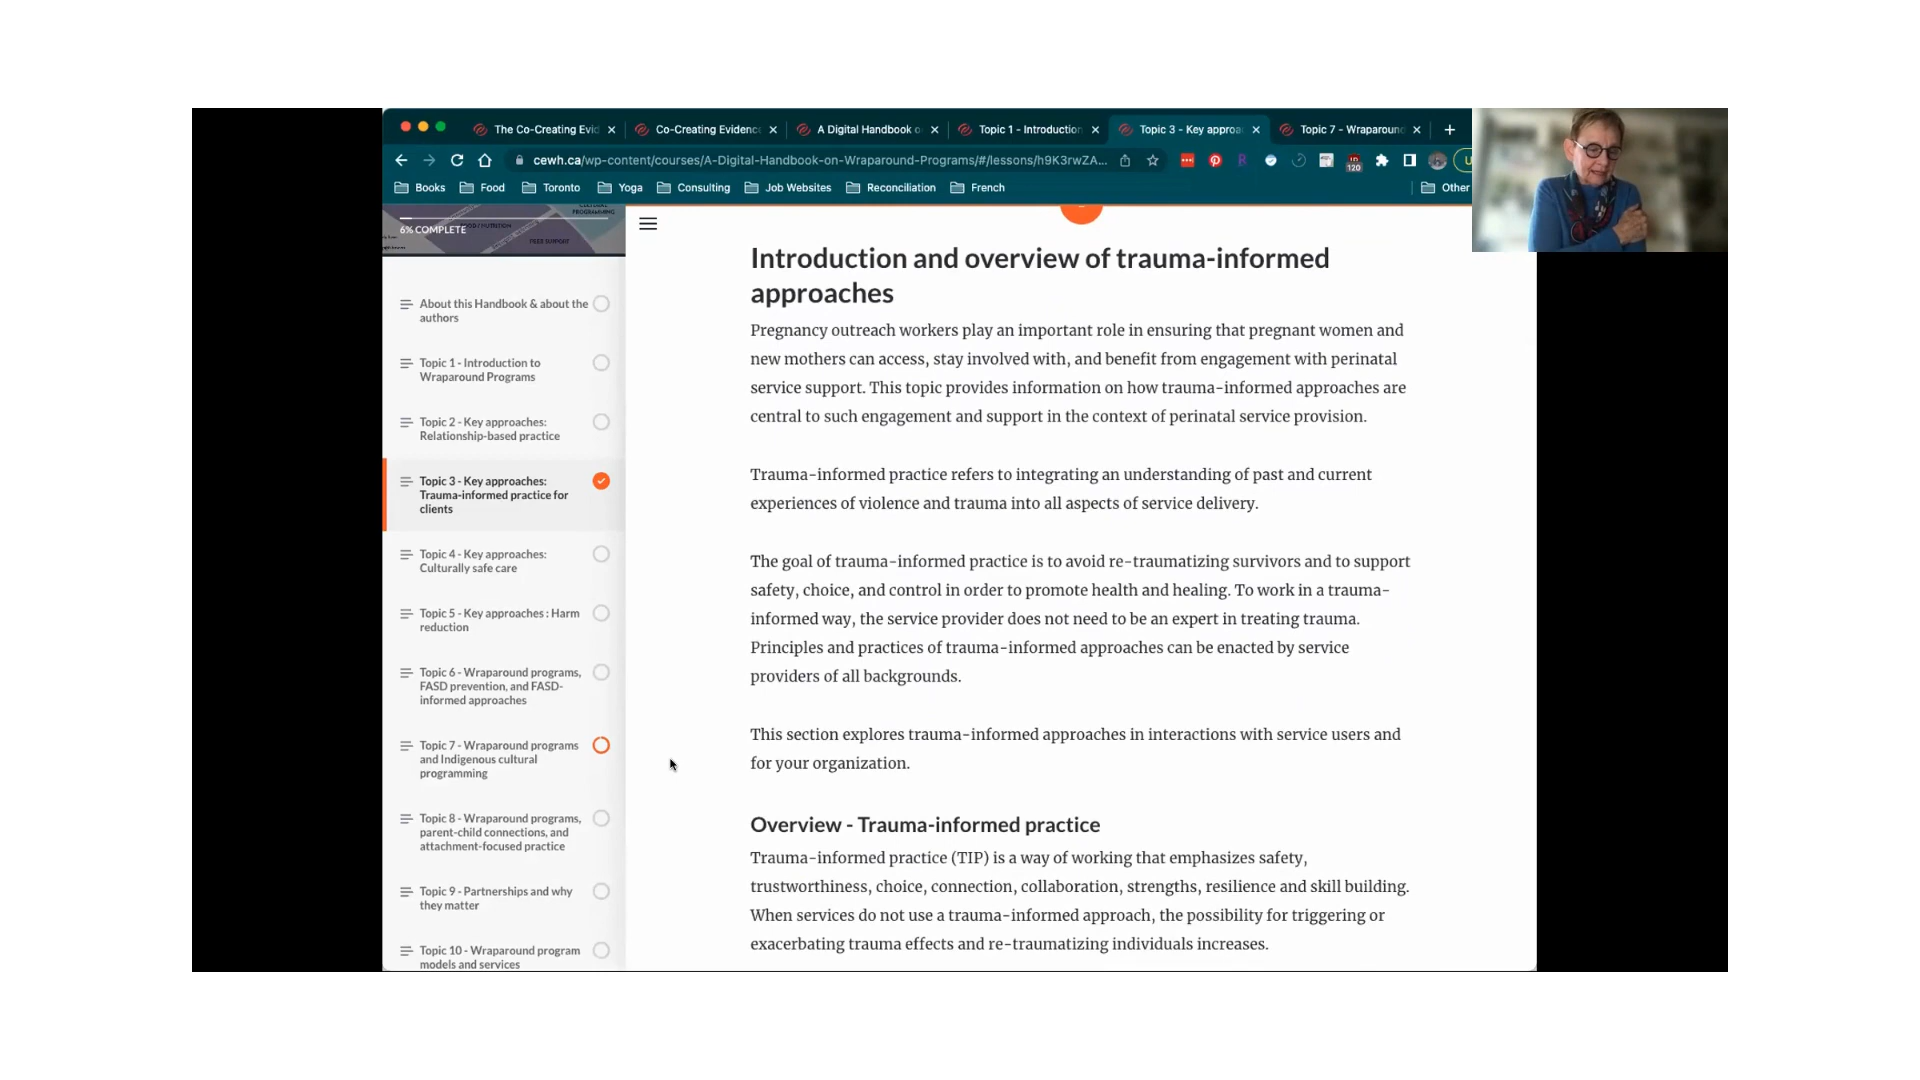 The Co-Creating Evid
Co-Creating Evidence
A Digital Handbook o
Topic 1 - Introduction
Topic 3 - Key approa
Topic 7 - Wraparound
cewh.ca/wp-content/courses/A-Digital-Handbook-on-Wraparound-Programs/#/lessons/h9K3rwZA...
120
U
Books
Food
Toronto
Yoga
Consulting
Job Websites
Reconciliation
French
Other
PROGRAMMING
FOOD / NUTRITION
PEER SUPPORT
6% COMPLETE
About this Handbook & about the
authors
Topic 1 - Introduction to
Wraparound Programs
Topic 2 - Key approaches:
Relationship-based practice
Topic 3 - Key approaches:
Trauma-informed practice for
clients
Topic 4 - Key approaches:
Culturally safe care
Topic 5 - Key approaches : Harm
reduction
Topic 6 - Wraparound programs,
FASD prevention, and FASD-
informed approaches
Topic 7 - Wraparound programs
and Indigenous cultural
programming
Topic 8 - Wraparound programs,
parent-child connections, and
attachment-focused practice
Topic 9 - Partnerships and why
they matter
Topic 10 - Wraparound program
models and services
Introduction and overview of trauma-informed
approaches
Pregnancy outreach workers play an important role in ensuring that pregnant women and
new mothers can access, stay involved with, and benefit from engagement with perinatal
service support. This topic provides information on how trauma-informed approaches are
central to such engagement and support in the context of perinatal service provision.
Trauma-informed practice refers to integrating an understanding of past and current
experiences of violence and trauma into all aspects of service delivery.
The goal of trauma-informed practice is to avoid re-traumatizing survivors and to support
safety, choice, and control in order to promote health and healing. To work in a trauma-
informed way, the service provider does not need to be an expert in treating trauma.
Principles and practices of trauma-informed approaches can be enacted by service
providers of all backgrounds.
This section explores trauma-informed approaches in interactions with service users and
for your organization.
Overview - Trauma-informed practice
Trauma-informed practice (TIP) is a way of working that emphasizes safety,
trustworthiness, choice, connection, collaboration, strengths, resilience and skill building.
When services do not use a trauma-informed approach, the possibility for triggering or
exacerbating trauma effects and re-traumatizing individuals increases.